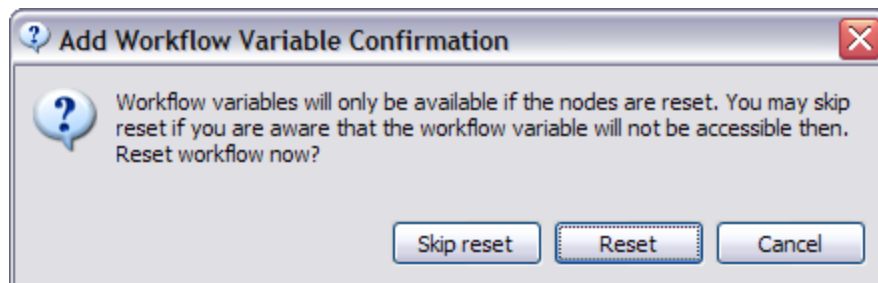 Add Workflow Variable Confirmation
Workflow variables will only be available if the nodes are reset. You may skip
reset if you are aware that the workflow variable will not be accessible then.
Reset workflow now?
Skip reset
Reset
Cancel